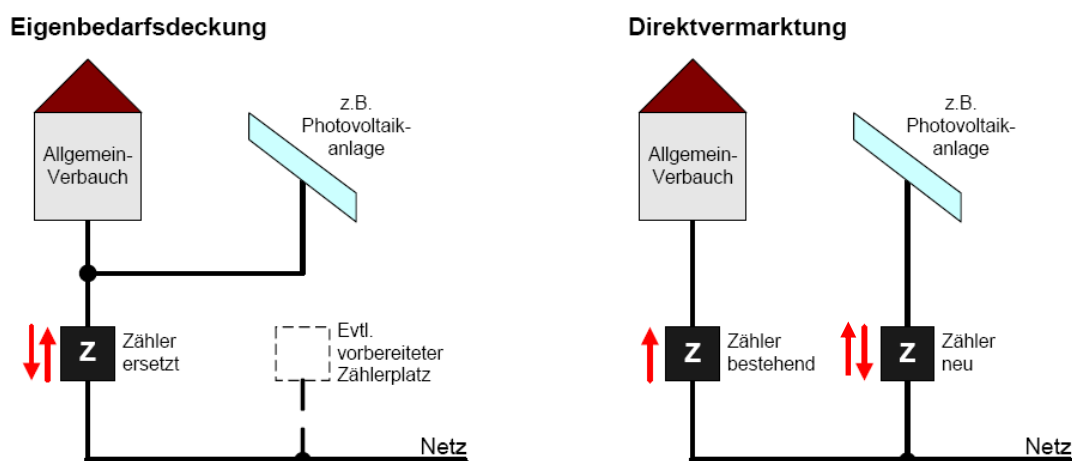 Eigenbedarfsdeckung
z.B.
Photovoltaik-
anlage
Allgemein-
Verbauch
Z
Zähler
ersetzt
Evtl.
vorbereiteter
Zählerplatz
Netz
Direktvermarktung
z.B.
Photovoltaik-
anlage
Allgemein-
Verbauch
Z
Zähler
bestehend
Z
Zähler
neu
Netz